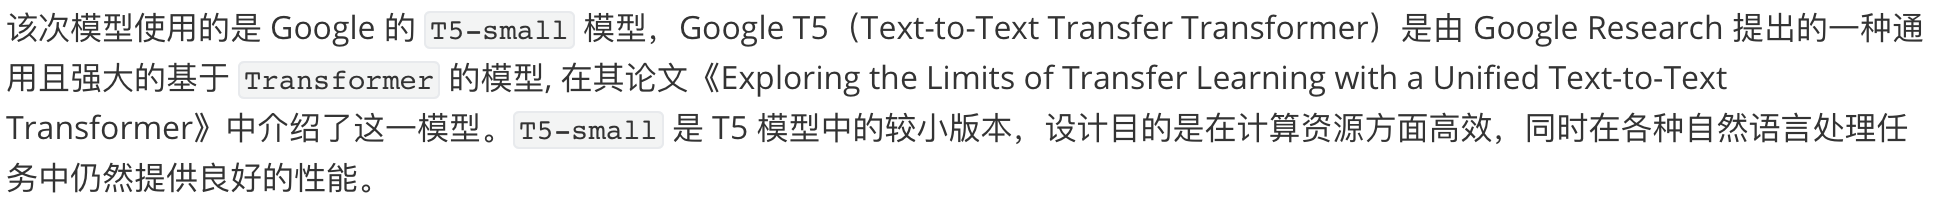 该次模型使用的是 Google 的 T5-small 模型，Google T5（Text-to-Text Transfer Transformer）是由 Google Research 提出的一种通
用且强大的基于 Transformer 的模型, 在其论文《Exploring the Limits of Transfer Learning with a Unified Text-to-Text
Transformer》中介绍了这一模型。T5-small 是 T5 模型中的较小版本，设计目的是在计算资源方面高效，同时在各种自然语言处理任
务中仍然提供良好的性能。